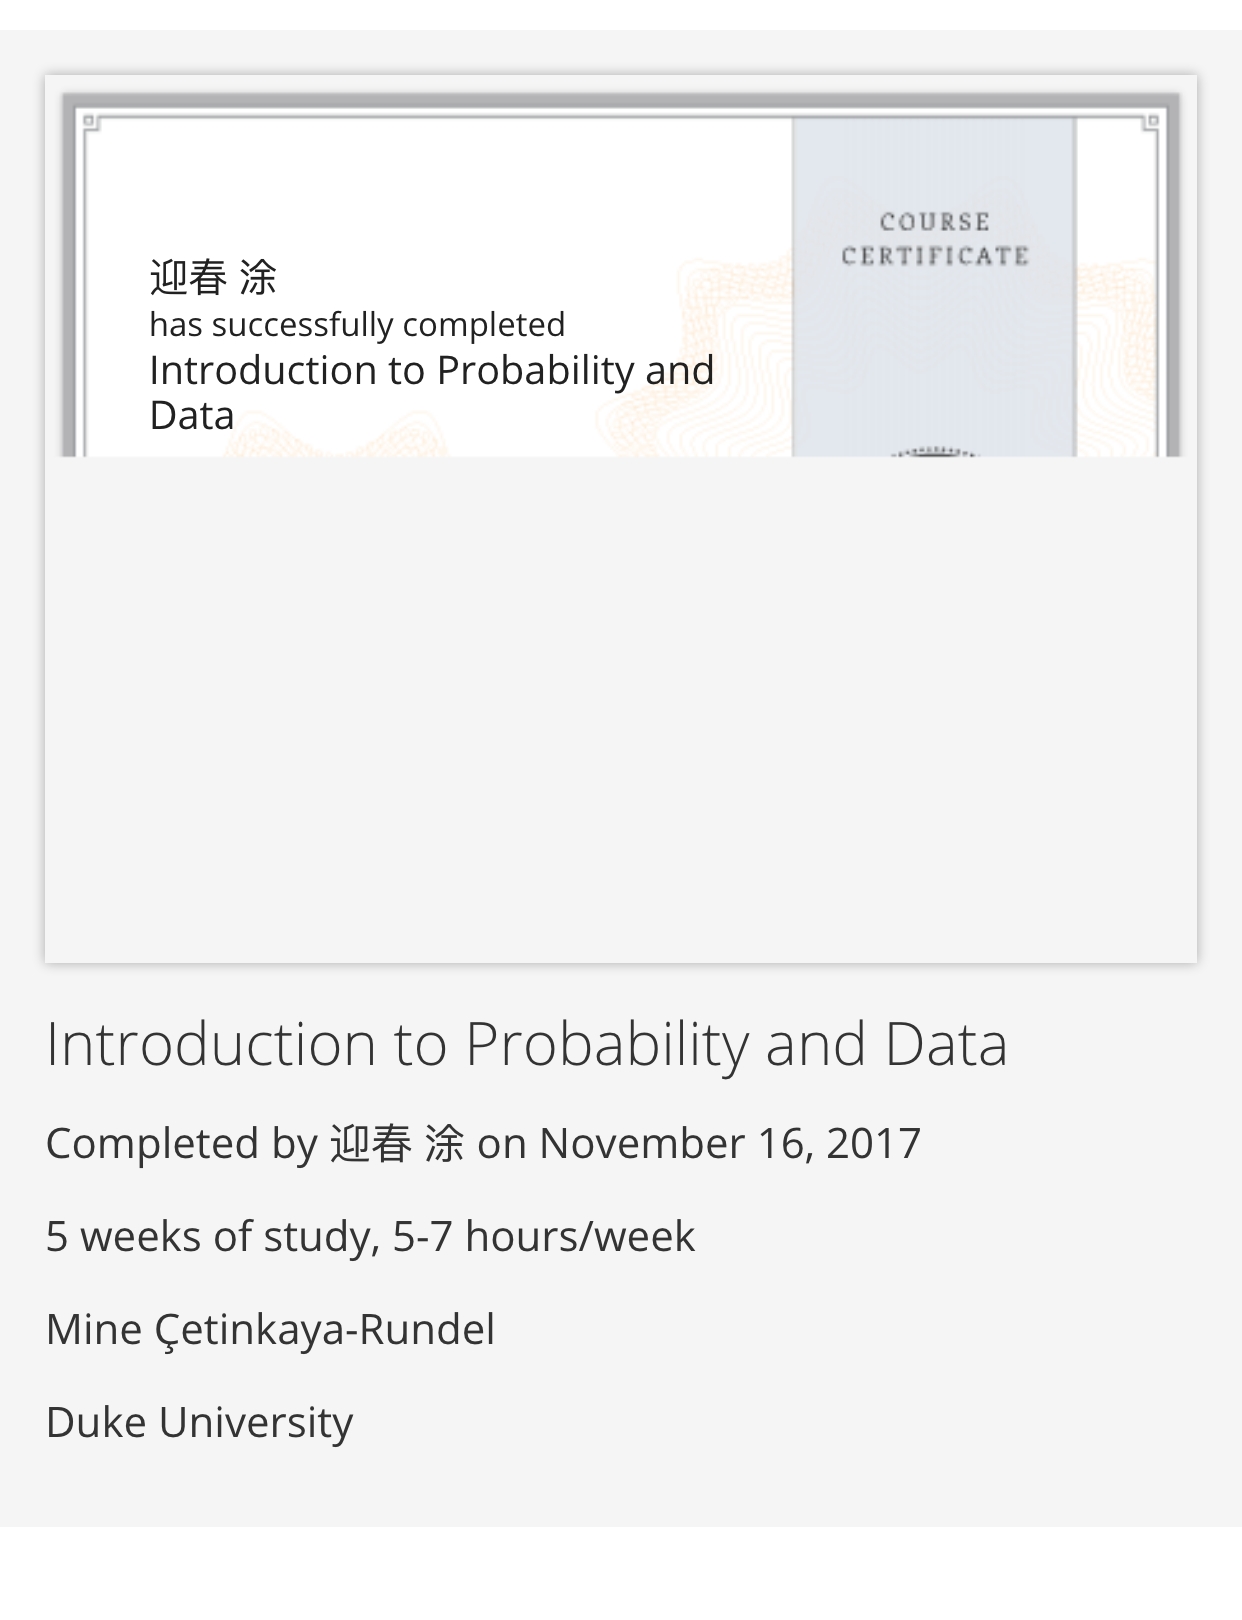 COURSE
CERTIFICATE
迎春 涂
has successfully completed
Introduction to Probability and
Data
Introduction to Probability and Data
Completed by 迎春 涂 on November 16, 2017
5 weeks of study, 5-7 hours/week
Mine Çetinkaya-Rundel
Duke University